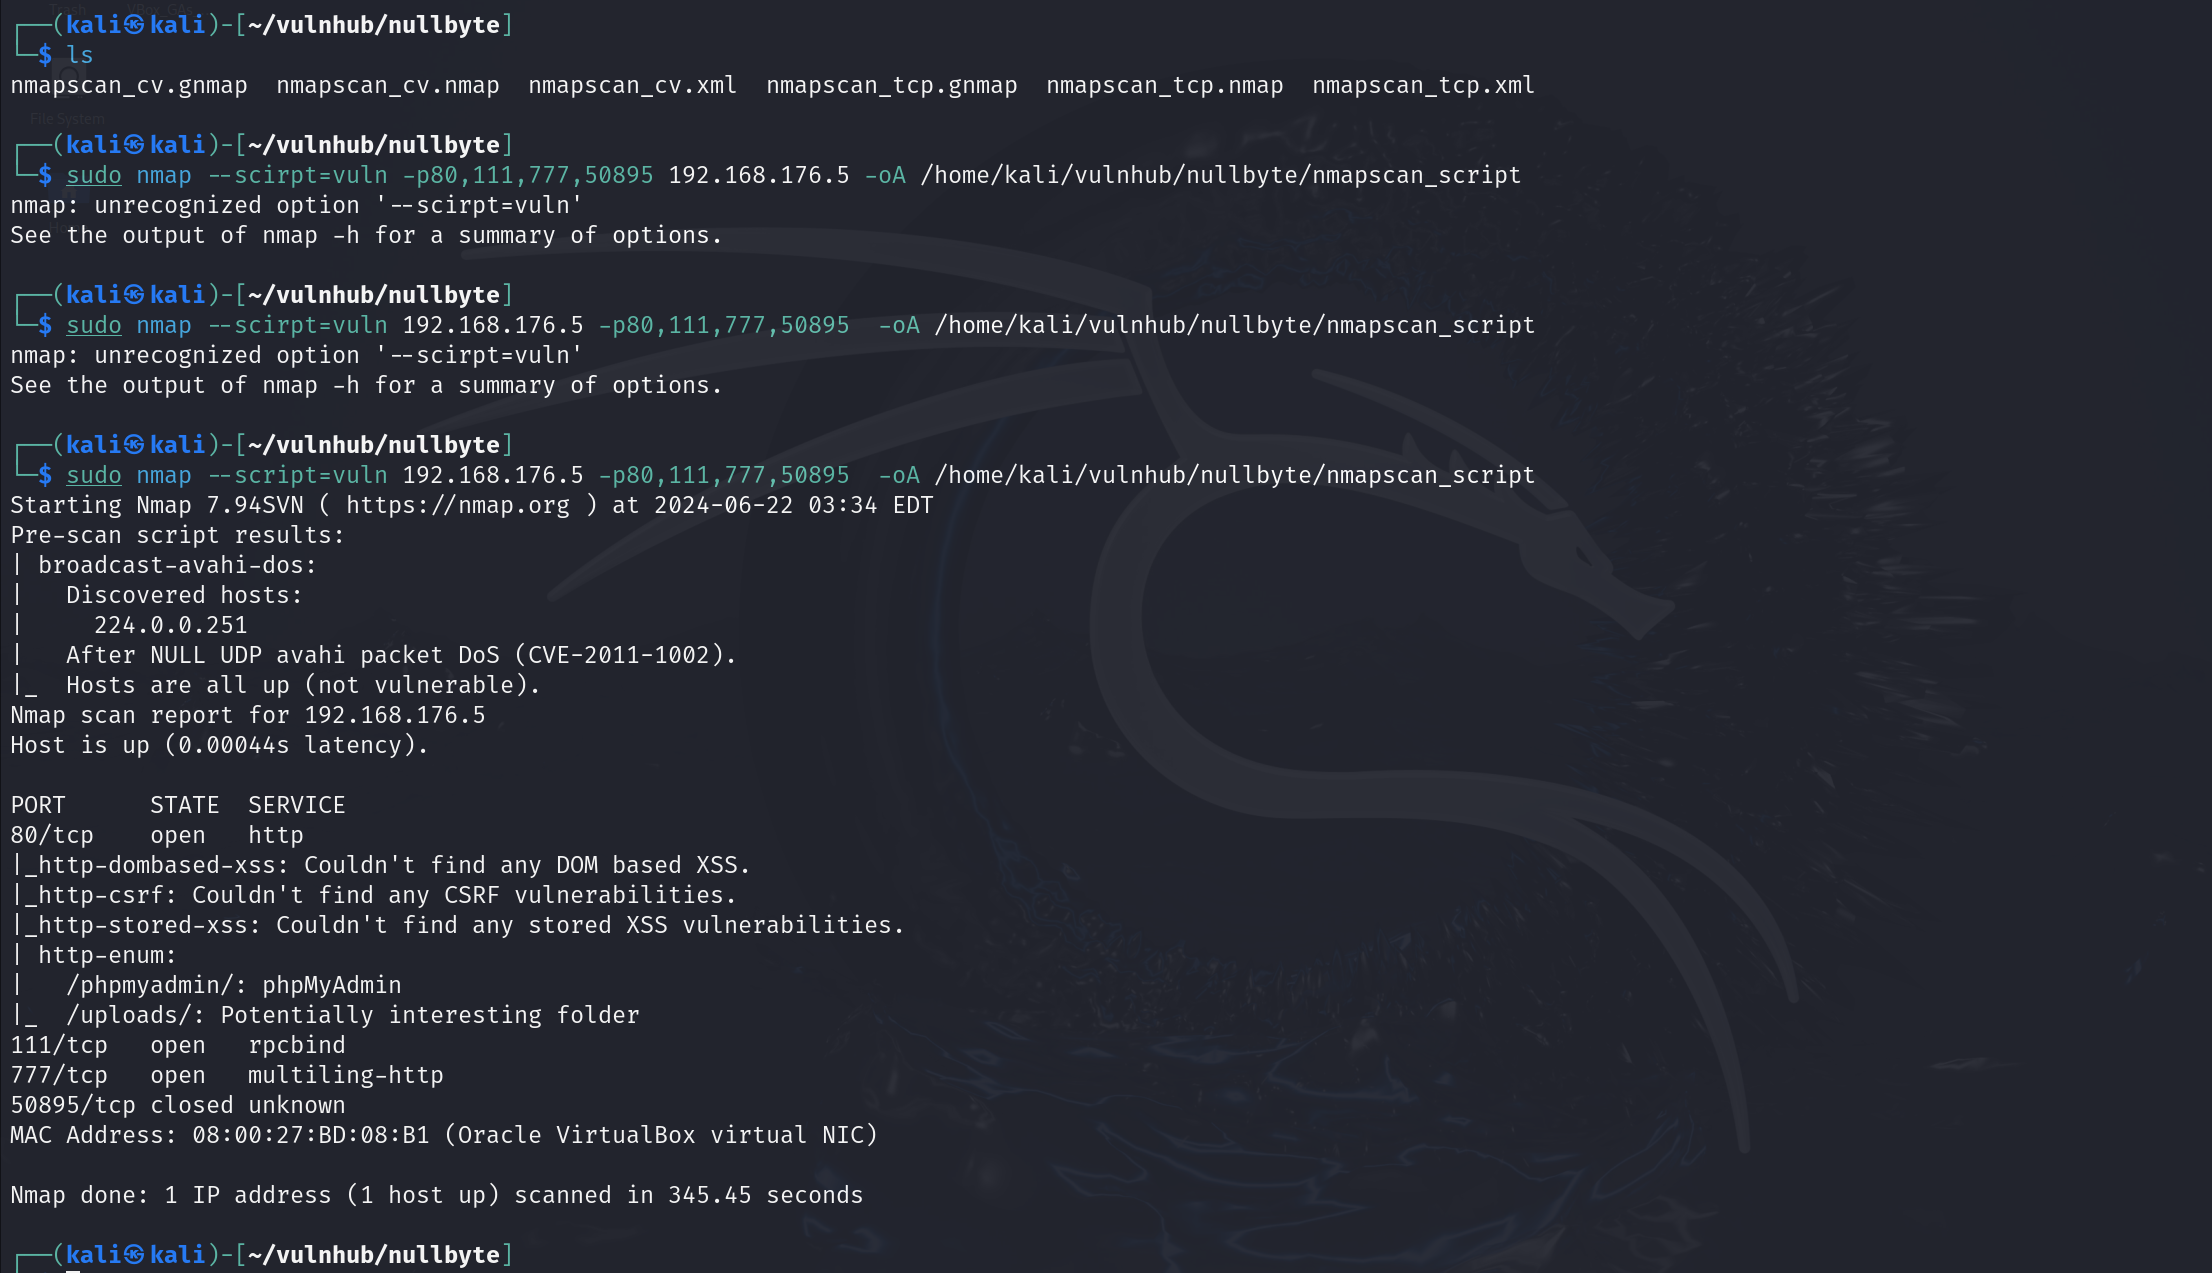 Trash VBox_GAs
┌──(kali㉿kali)-[~/vulnhub/nullbyte]
└─$ ls
nmapscan_cv.gnmap  nmapscan_cv.nmap  nmapscan_cv.xml  nmapscan_tcp.gnmap  nmapscan_tcp.nmap  nmapscan_tcp.xml
File System
┌──(kali㉿kali)-[~/vulnhub/nullbyte]
└─$ sudo nmap --scirpt=vuln -p80,111,777,50895 192.168.176.5 -oA /home/kali/vulnhub/nullbyte/nmapscan_script
nmap: unrecognized option '--scirpt=vuln'
See the output of nmap -h for a summary of options.

┌──(kali㉿kali)-[~/vulnhub/nullbyte]
└─$ sudo nmap --scirpt=vuln 192.168.176.5 -p80,111,777,50895  -oA /home/kali/vulnhub/nullbyte/nmapscan_script
nmap: unrecognized option '--scirpt=vuln'
See the output of nmap -h for a summary of options.

┌──(kali㉿kali)-[~/vulnhub/nullbyte]
└─$ sudo nmap --script=vuln 192.168.176.5 -p80,111,777,50895  -oA /home/kali/vulnhub/nullbyte/nmapscan_script
Starting Nmap 7.94SVN ( https://nmap.org ) at 2024-06-22 03:34 EDT
Pre-scan script results:
| broadcast-avahi-dos:
|   Discovered hosts:
|     224.0.0.251
|   After NULL UDP avahi packet DoS (CVE-2011-1002).
|_  Hosts are all up (not vulnerable).
Nmap scan report for 192.168.176.5
Host is up (0.00044s latency).

PORT      STATE  SERVICE
80/tcp    open   http
|_http-dombased-xss: Couldn't find any DOM based XSS.
|_http-csrf: Couldn't find any CSRF vulnerabilities.
|_http-stored-xss: Couldn't find any stored XSS vulnerabilities.
| http-enum:
|   /phpmyadmin/: phpMyAdmin
|_  /uploads/: Potentially interesting folder
111/tcp   open   rpcbind
777/tcp   open   multiling-http
50895/tcp closed unknown
MAC Address: 08:00:27:BD:08:B1 (Oracle VirtualBox virtual NIC)

Nmap done: 1 IP address (1 host up) scanned in 345.45 seconds

┌──(kali㉿kali)-[~/vulnhub/nullbyte]